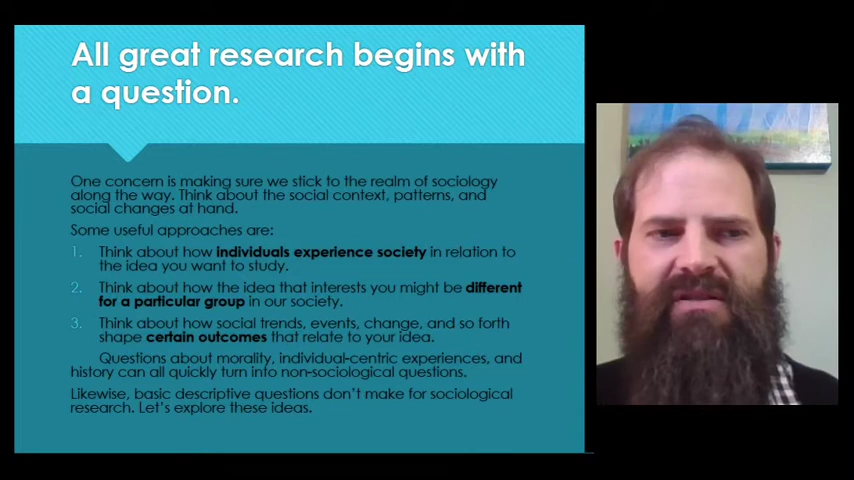 All great research begins with
a question.
One concern is making sure we stick to the realm of sociology
along the way. Think about the social context, patterns, and
social changes at hand.
Some useful approaches are:
1. Think about how individuals experience society in relation to
the idea you want to study.
2. Think about how the idea that interests you might be different
for a particular group in our society.
3. Think about how social trends, events, change, and so forth
shape certain outcomes that relate to your idea.
Questions about morality, individual-centric experiences, and
history can all quickly turn into non-sociological questions.
Likewise, basic descriptive questions don't make for sociological
research. Let's explore these ideas.